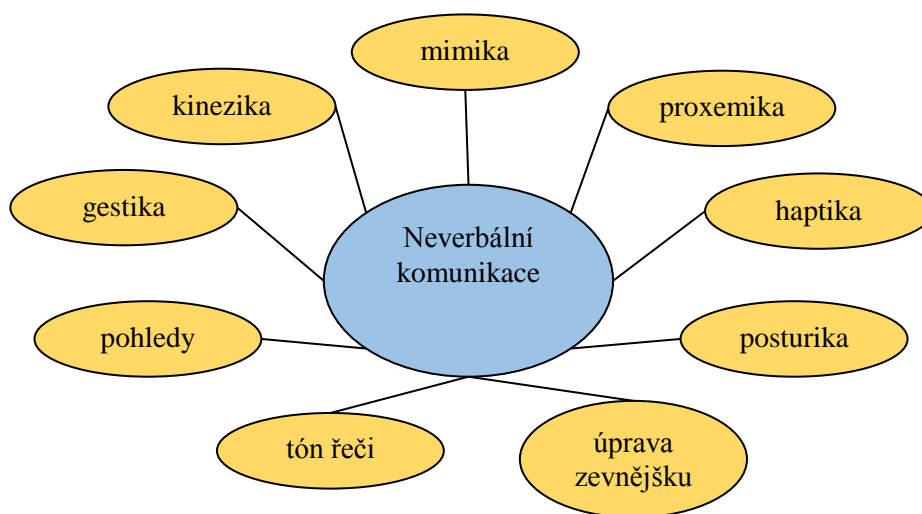 mimika
kinezika
proxemika
gestika
haptika
Neverbální
komunikace
pohledy
posturika
tón řeči
úprava
zevnějšku